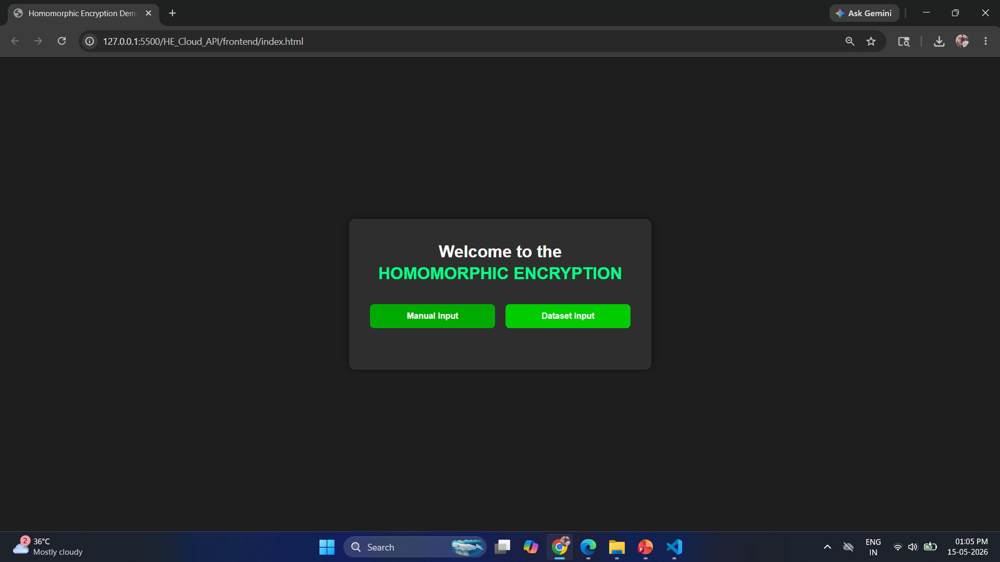 Homomorphic Encryption Dem
Ask Gemini
127.0.0.1:5500/HE_Cloud_API/frontend/index.html
Welcome to the
HOMOMORPHIC ENCRYPTION
Manual Input
Dataset Input
2
36°C
Mostly cloudy
Search
P
ENG
IN
01:05 PM
15-05-2026